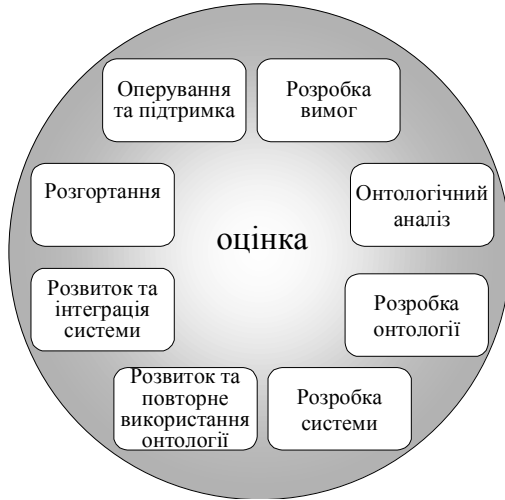 Оперування
та підтримка
Розробка
вимог
Розгортання
Онтологічний
аналіз
оцінка
Розвиток та
інтеграція
системи
Розробка
онтології
Розвиток та
повторне
використання
онтології
Розробка
системи